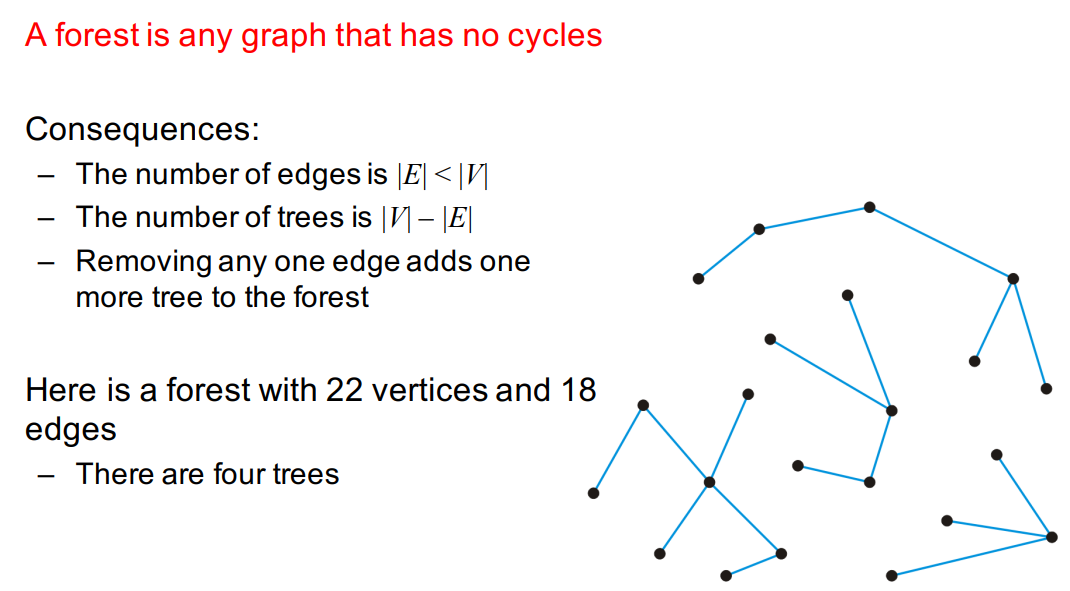 A forest is any graph that has no cycles
Consequences:
– The number of edges is |E| < |V|
– The number of trees is |V| – |E|
– Removing any one edge adds one
more tree to the forest
Here is a forest with 22 vertices and 18
edges
– There are four trees